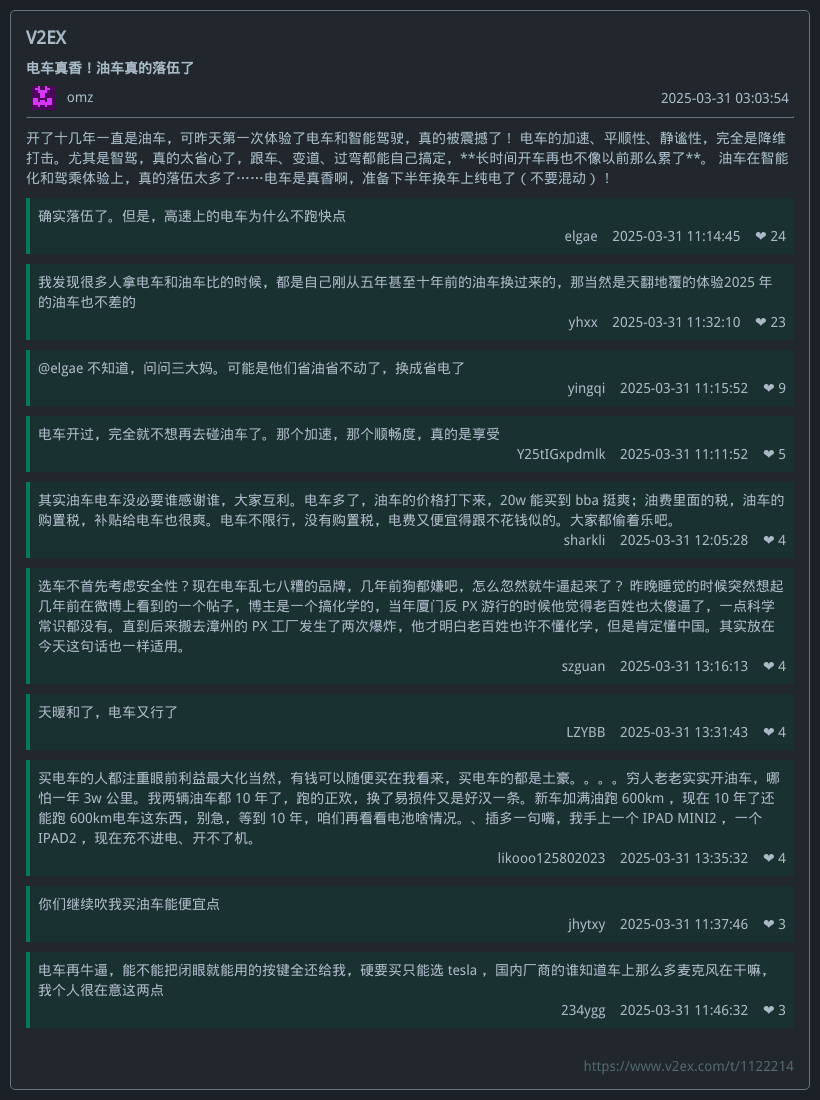 V2EX
电车真香！油车真的落伍了
omz
2025-03-31 03:03:54
开了十几年一直是油车，可昨天第一次体验了电车和智能驾驶，真的被震撼了！ 电车的加速、平顺性、静谧性，完全是降维
打击。尤其是智驾，真的太省心了，跟车、变道、过弯都能自己搞定，**长时间开车再也不像以前那么累了**。 油车在智能
化和驾乘体验上，真的落伍太多了……电车是真香啊，准备下半年换车上纯电了（不要混动）！
确实落伍了。但是，高速上的电车为什么不跑快点
elgae 2025-03-31 11:14:45 ❤ 24
我发现很多人拿电车和油车比的时候，都是自己刚从五年甚至十年前的油车换过来的，那当然是天翻地覆的体验2025 年
的油车也不差的
yhxx 2025-03-31 11:32:10 ❤ 23
@elgae 不知道，问问三大妈。可能是他们省油省不动了，换成省电了
yingqi 2025-03-31 11:15:52 ❤ 9
电车开过，完全就不想再去碰油车了。那个加速，那个顺畅度，真的是享受
Y25tIGxpdmlk 2025-03-31 11:11:52 ❤ 5
其实油车电车没必要谁感谢谁，大家互利。电车多了，油车的价格打下来，20w 能买到 bba 挺爽；油费里面的税，油车的
购置税，补贴给电车也很爽。电车不限行，没有购置税，电费又便宜得跟不花钱似的。大家都偷着乐吧。
sharkli 2025-03-31 12:05:28 ❤ 4
选车不首先考虑安全性？现在电车乱七八糟的品牌，几年前狗都嫌吧，怎么忽然就牛逼起来了？ 昨晚睡觉的时候突然想起
几年前在微博上看到的一个帖子，博主是一个搞化学的，当年厦门反 PX 游行的时候他觉得老百姓也太傻逼了，一点科学
常识都没有。直到后来搬去漳州的 PX 工厂发生了两次爆炸，他才明白老百姓也许不懂化学，但是肯定懂中国。其实放在
今天这句话也一样适用。
szguan 2025-03-31 13:16:13 ❤ 4
天暖和了，电车又行了
LZYBB 2025-03-31 13:31:43 ❤ 4
买电车的人都注重眼前利益最大化当然，有钱可以随便买在我看来，买电车的都是土豪。。。。穷人老老实实开油车，哪
怕一年 3w 公里。我两辆油车都 10 年了，跑的正欢，换了易损件又是好汉一条。新车加满油跑 600km ，现在 10 年了还
能跑 600km电车这东西，别急，等到 10 年，咱们再看看电池啥情况。、插多一句嘴，我手上一个 IPAD MINI2 ，一个
IPAD2 ，现在充不进电、开不了机。
likooo125802023 2025-03-31 13:35:32 ❤ 4
你们继续吹我买油车能便宜点
jhytxy 2025-03-31 11:37:46 ❤ 3
电车再牛逼，能不能把闭眼就能用的按键全还给我，硬要买只能选 tesla ，国内厂商的谁知道车上那么多麦克风在干嘛，
我个人很在意这两点
234ygg 2025-03-31 11:46:32 ❤ 3
https://www.v2ex.com/t/1122214